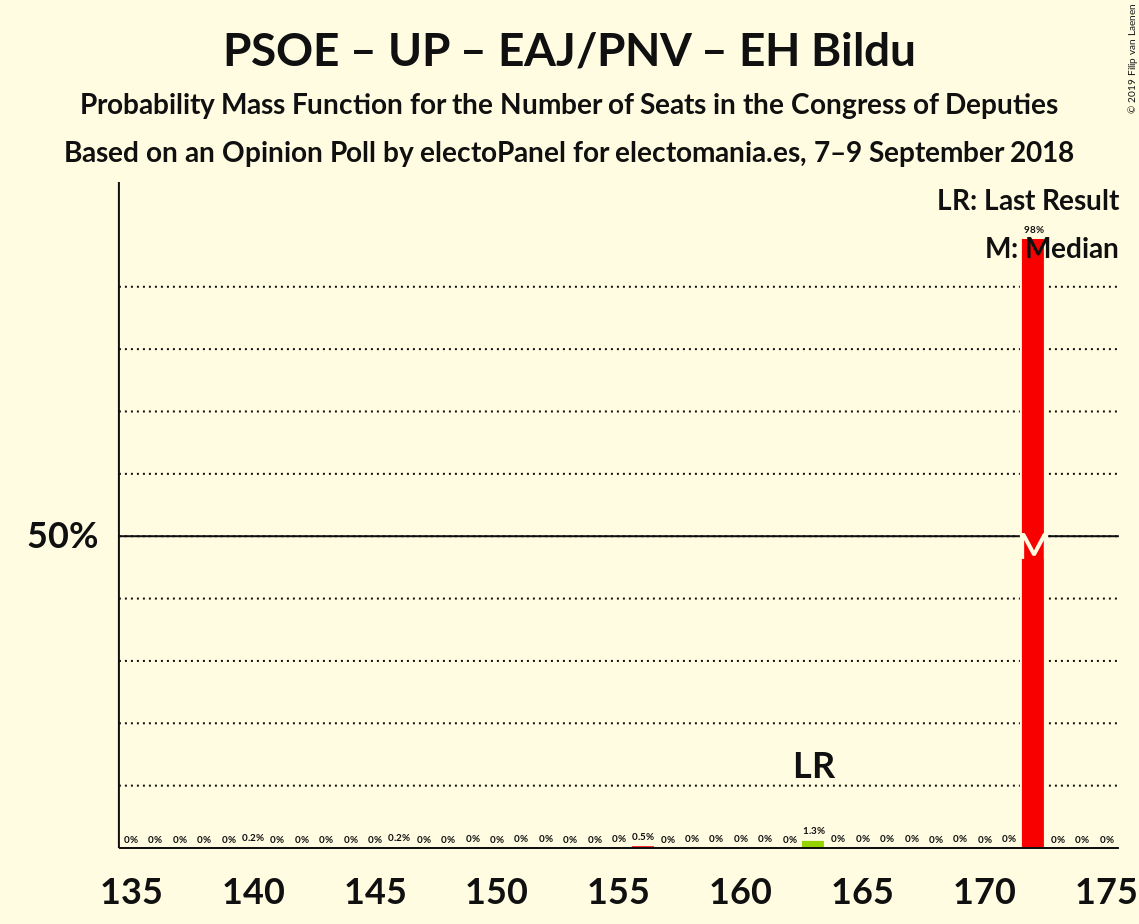 PSOE – UP – EAJ/PNV – EH Bildu
Probability Mass Function for the Number of Seats in the Congress of Deputies
Based on an Opinion Poll by electoPanel for electomania.es, 7–9 September 2018
© 2019 Filip van Laenen
LR: Last Result
98%
M: Median
50%
M
LR
0% 0% 0% 0% 0% 0.2% 0% 0% 0% 0% 0% 0.2% 0% 0% 0% 0% 0% 0% 0% 0% 0% 0.5% 0% 0% 0% 0% 0% 0% 1.3% 0% 0% 0% 0% 0% 0% 0% 0% 0% 0% 0%
135 140 145 150 155 160 165 170 175